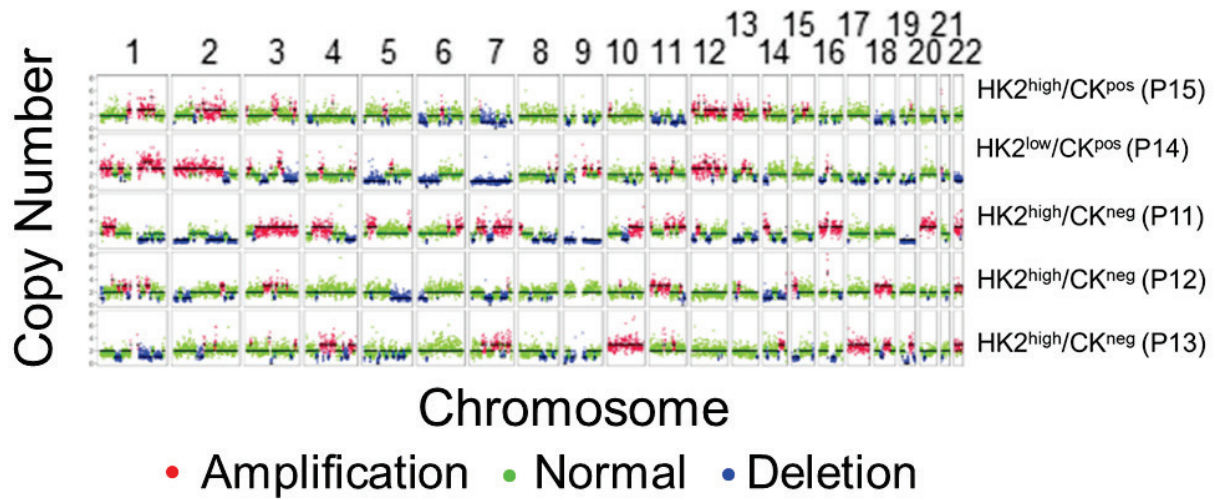 13 15 17 19 21
1 2 3 4 5 6 7 8 9 10 11 12 14 16 18 20 22
Copy Number
HK2high/CKpos (P15)
HK2low/CKpos (P14)
HK2high/CKneg (P11)
HK2high/CKneg (P12)
HK2high/CKneg (P13)
Chromosome
Amplification Normal Deletion